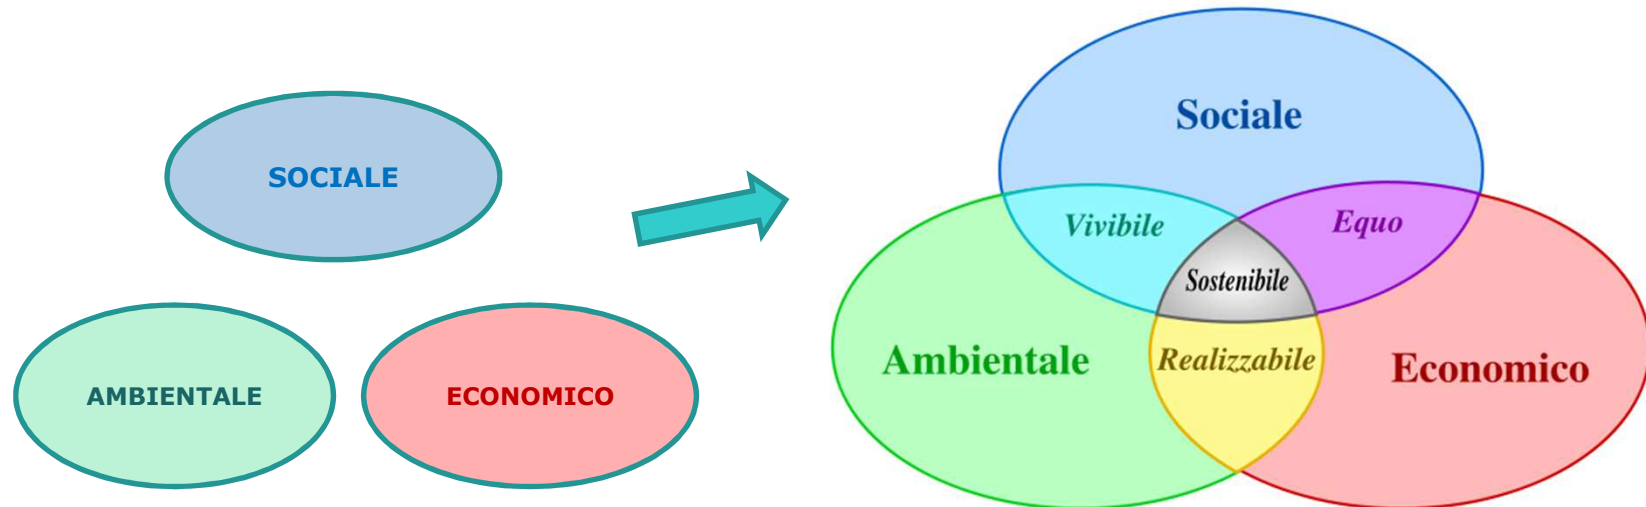 SOCIALE
AMBIENTALE
ECONOMICO
Sociale
Vivibile
Equo
Sostenibile
Ambientale
Realizzabile
Economico